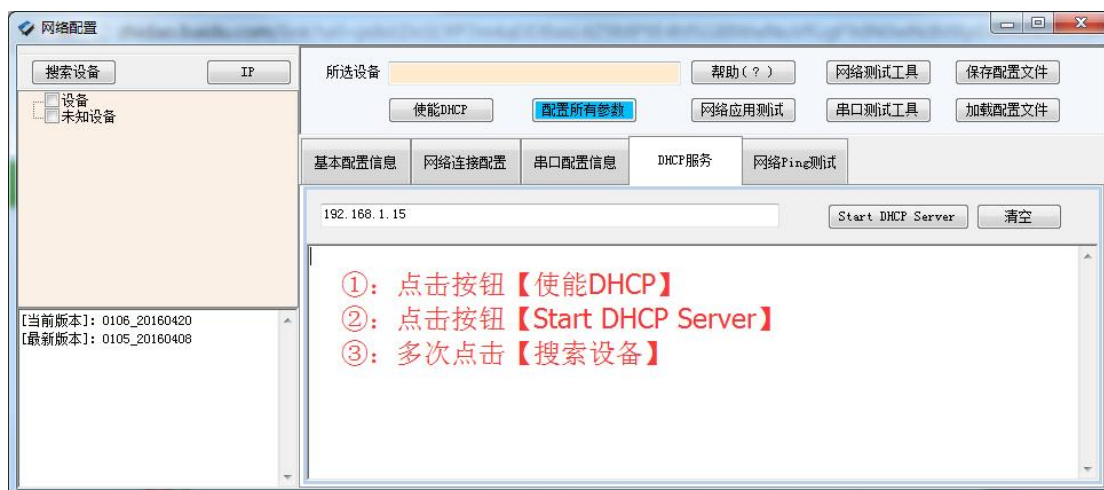 网络配置
搜索设备 IP
设备
未知设备
[当前版本]: 0106_20160420
[最新版本]: 0105_20160408
所选设备 帮助(?) 网络测试工具 保存配置文件
使能DHCP 配置所有参数 网络应用测试 串口测试工具 加载配置文件
基本配置信息 网络连接配置 串口配置信息 DHCP服务 网络Ping测试
192.168.1.15 Start DHCP Server 清空
①：点击按钮【使能DHCP】
②：点击按钮【Start DHCP Server】
③：多次点击【搜索设备】